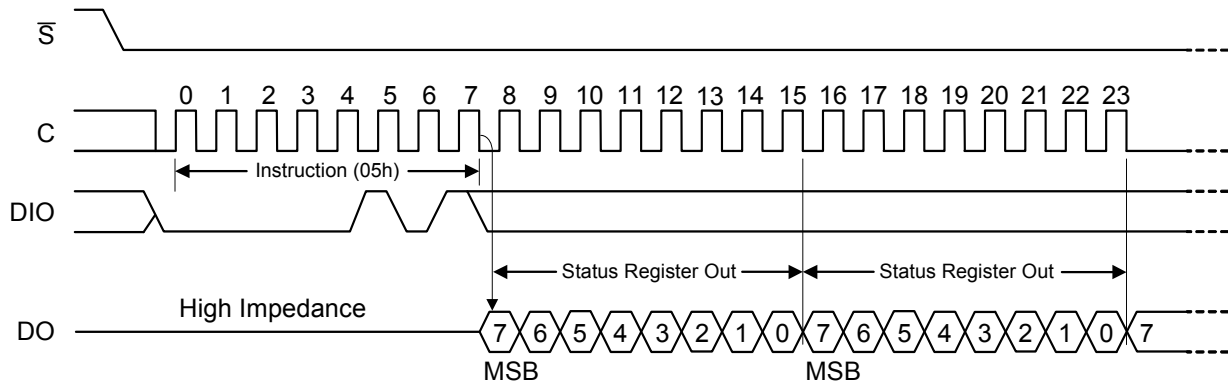 S
0 1 2 3 4 5 6 7 8 9 10 11 12 13 14 15 16 17 18 19 20 21 22 23
C
Instruction (05h)
DIO
Status Register Out Status Register Out
High Impedance
DO 7 6 5 4 3 2 1 0 7 6 5 4 3 2 1 0 7
MSB MSB